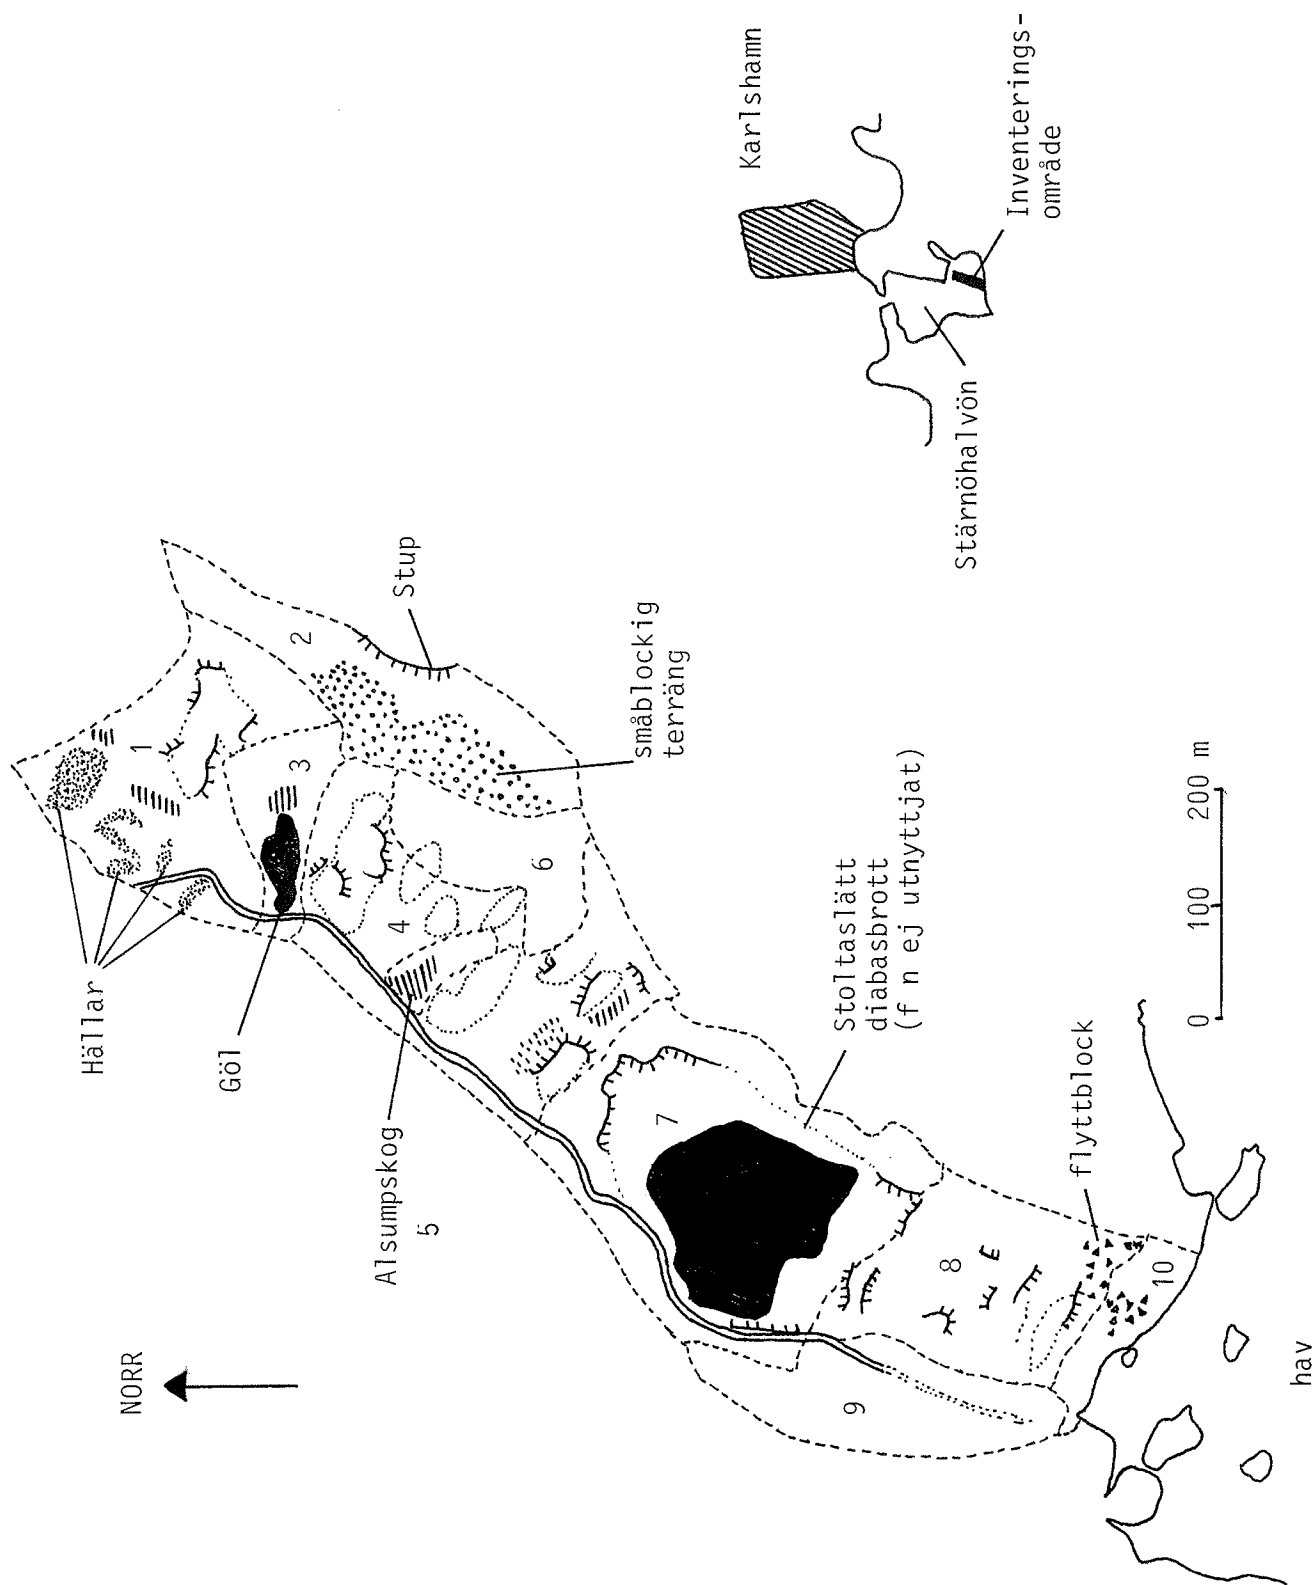 NORR
Hällar
Göl
Alsumpskog
Stup
småblockig
terräng
Stoltaslätt
diabasbrott
(f n ej utnyttjat)
flyttblock
hav
1
2
3
4
5
6
7
8
9
10
0 100 200 m
Karlshamn
Stärnöhalvön
Inventerings-
område